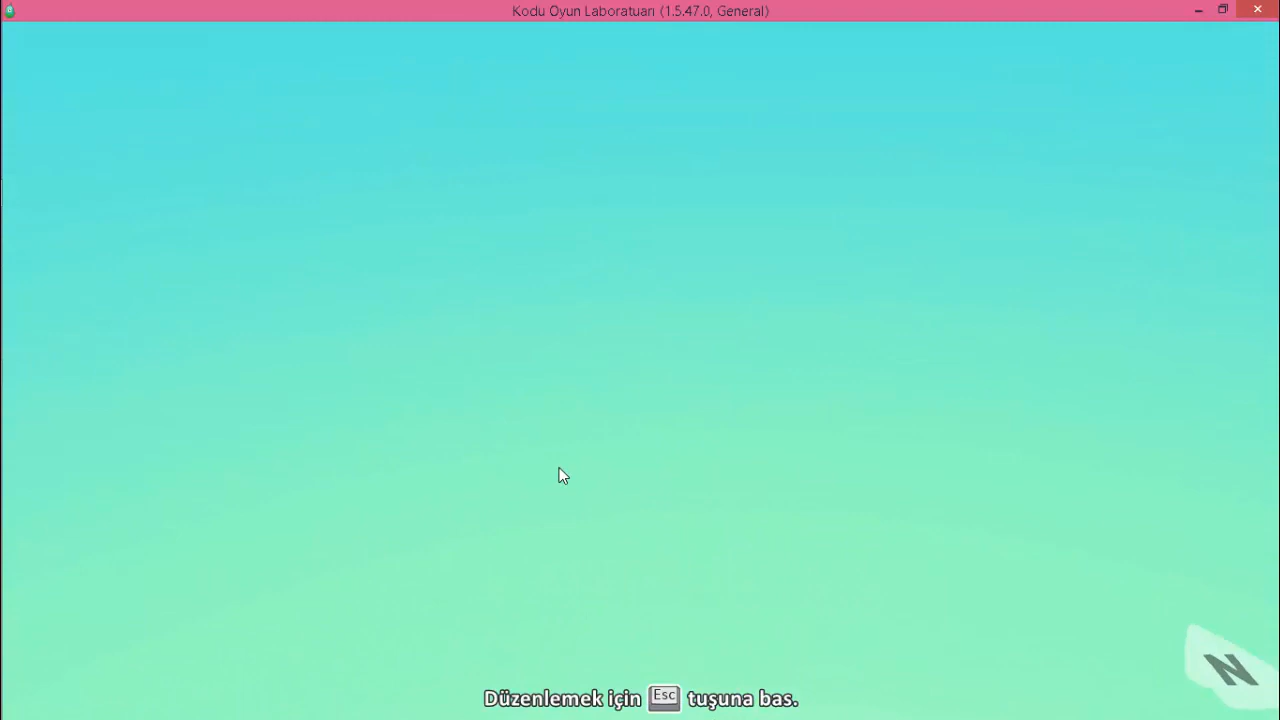 Kodu Oyun Laboratuarı (1.5.47.0, General)
N
Düzenlemek için Esc tuşuna bas.